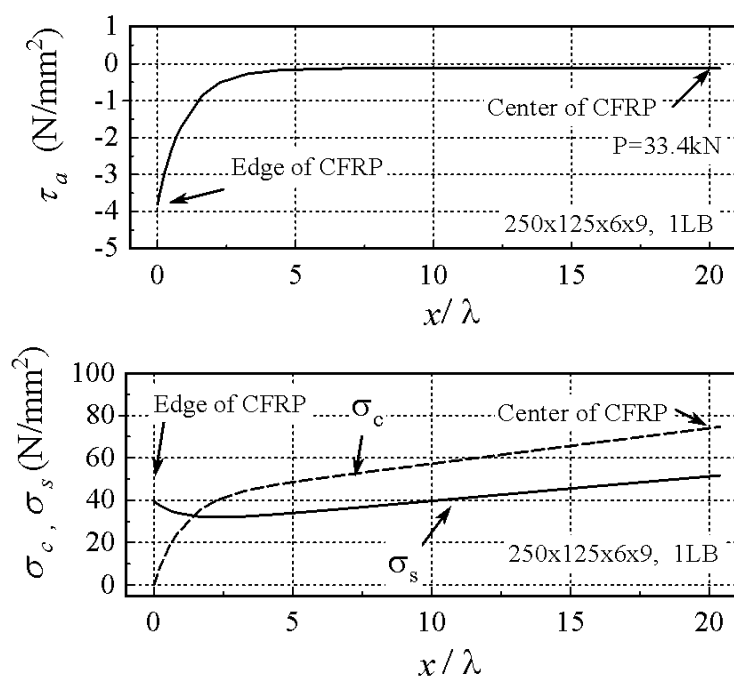 1
0
-1
-2
-3
-4
-5
τa (N/mm²)
Center of CFRP
P=33.4kN
Edge of CFRP
250x125x6x9, 1LB
0 5 10 15 20
x/ λ
100
80
60
40
20
0
σc , σs (N/mm²)
Edge of CFRP
σc
Center of CFRP
σs
250x125x6x9, 1LB
0 5 10 15 20
x/ λ